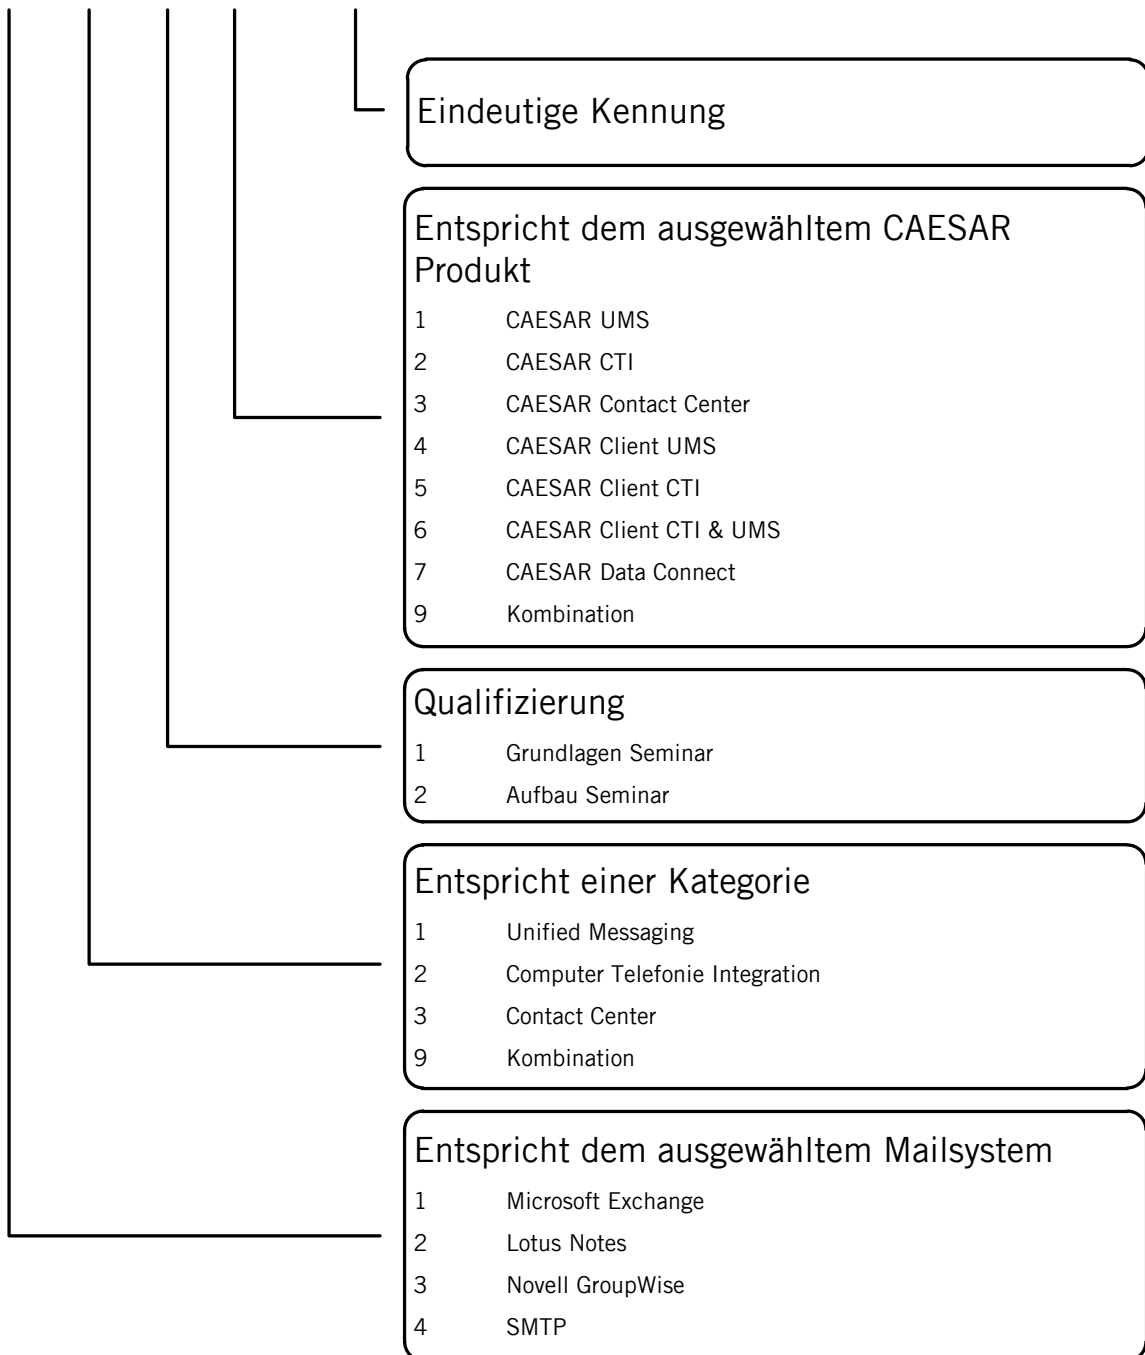 Eindeutige Kennung
Entspricht dem ausgewähltem CAESAR
Produkt
1 CAESAR UMS
2 CAESAR CTI
3 CAESAR Contact Center
4 CAESAR Client UMS
5 CAESAR Client CTI
6 CAESAR Client CTI & UMS
7 CAESAR Data Connect
9 Kombination
Qualifizierung
1 Grundlagen Seminar
2 Aufbau Seminar
Entspricht einer Kategorie
1 Unified Messaging
2 Computer Telefonie Integration
3 Contact Center
9 Kombination
Entspricht dem ausgewähltem Mailsystem
1 Microsoft Exchange
2 Lotus Notes
3 Novell GroupWise
4 SMTP